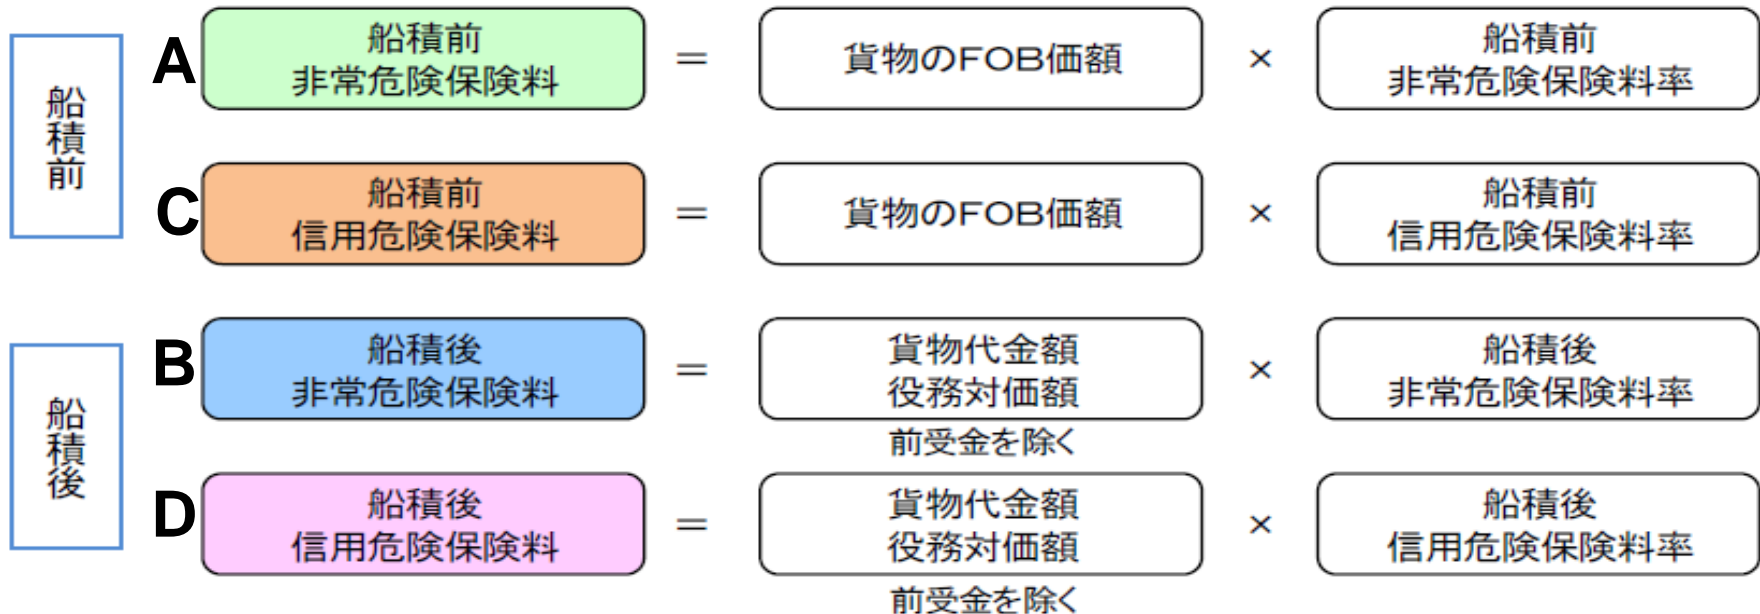 船積前
A
船積前
非常危険保険料
=
貨物のFOB価額
×
船積前
非常危険保険料率
C
船積前
信用危険保険料
=
貨物のFOB価額
×
船積前
信用危険保険料率
船積後
B
船積後
非常危険保険料
=
貨物代金額
役務対価額
前受金を除く
×
船積後
非常危険保険料率
D
船積後
信用危険保険料
=
貨物代金額
役務対価額
前受金を除く
×
船積後
信用危険保険料率